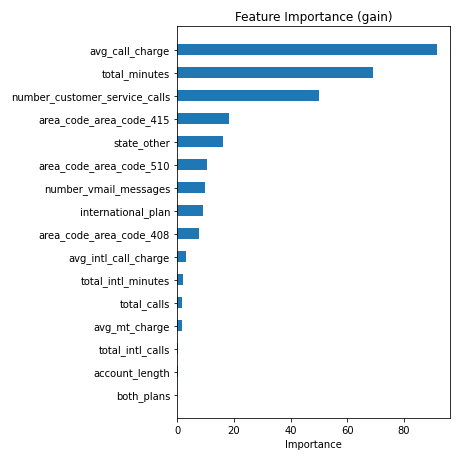 Feature Importance (gain)
avg_call_charge
total_minutes
number_customer_service_calls
area_code_area_code_415
state_other
area_code_area_code_510
number_vmail_messages
international_plan
area_code_area_code_408
avg_intl_call_charge
total_intl_minutes
total_calls
avg_mt_charge
total_intl_calls
account_length
both_plans
0 20 40 60 80
Importance